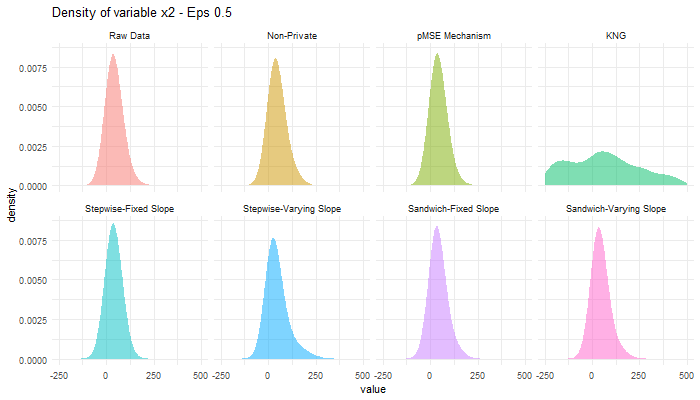 Density of variable x2 - Eps 0.5
Raw Data Non-Private pMSE Mechanism KNG
0.0075
0.0050
0.0025
0.0000
density
Stepwise-Fixed Slope Stepwise-Varying Slope Sandwich-Fixed Slope Sandwich-Varying Slope
0.0075
0.0050
0.0025
0.0000
-250 0 250 500 -250 0 250 500 -250 0 250 500 -250 0 250 500
value